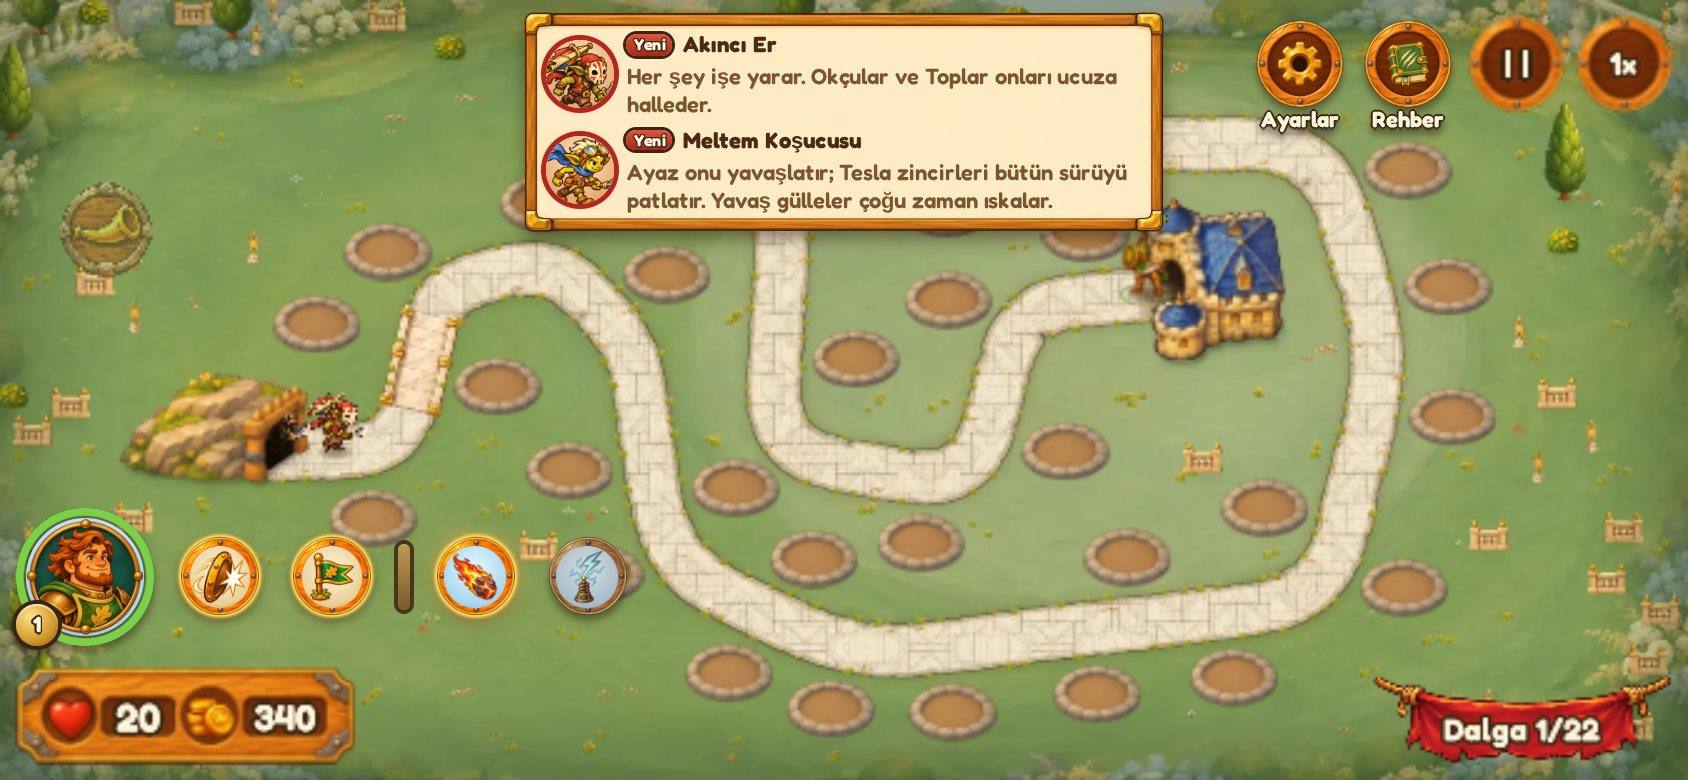 Yeni Akıncı Er
Her şey işe yarar. Okçular ve Toplar onları ucuza
halleder.
Yeni Meltem Koşucusu
Ayaz onu yavaşlatır; Tesla zincirleri bütün sürüyü
patlatır. Yavaş gülleler çoğu zaman ıskalar.
1x
Ayarlar
Rehber
1
20
340
Dalga 1/22